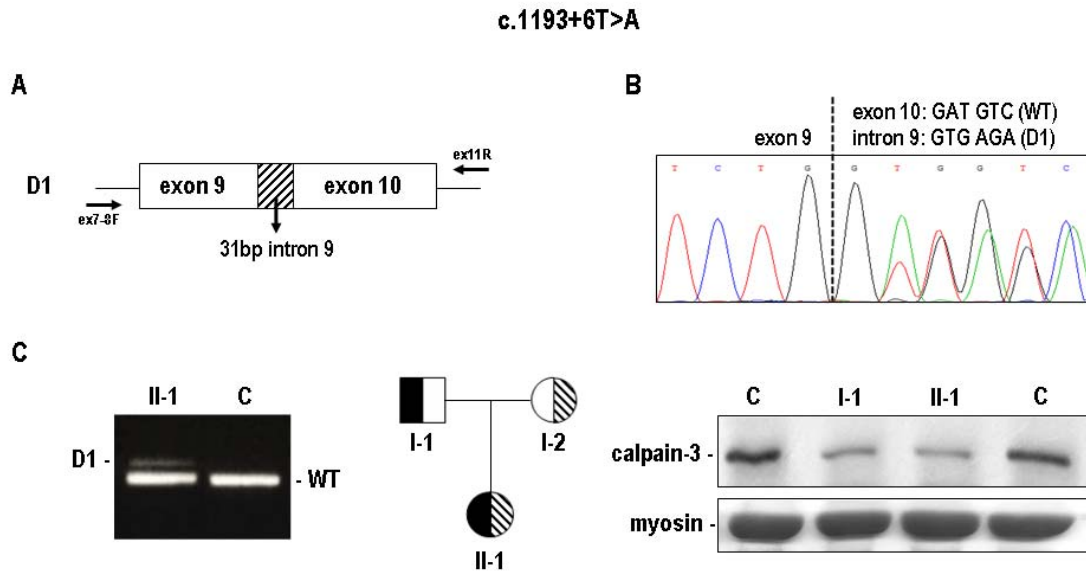 c.1193+6T>A
A
D1
exon 9
exon 10
ex7-8F
ex11R
31bp intron 9
B
exon 9
exon 10: GAT GTC (WT)
intron 9: GTG AGA (D1)
T C T G G T G G T C
C
II-1 C
D1 -
- WT
I-1 I-2
II-1
C I-1 II-1 C
calpain-3 -
myosin -